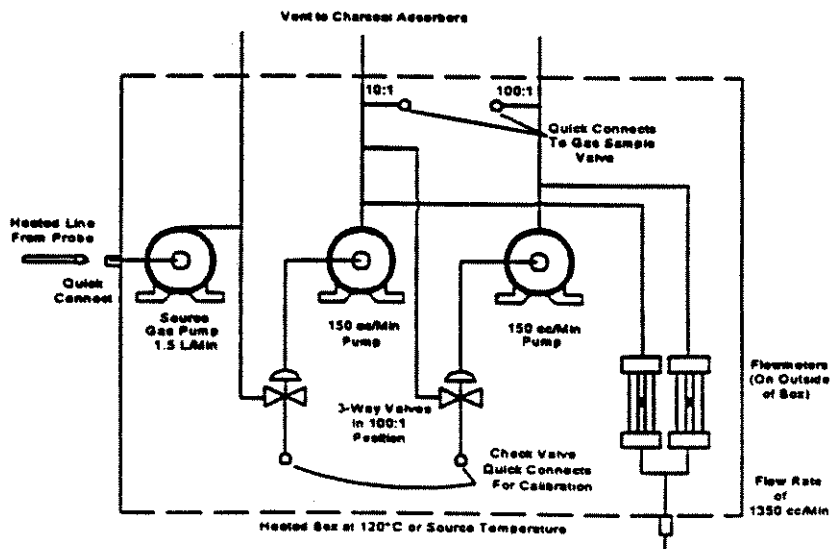 Vent to Charcoal Adsorbers
10:1
100:1
Quick Connects
To Gas Sample
Valve
Heated Line
From Probe
Quick
Connect
Source
Gas Pump
1.5 L/Min
150 cc/Min
Pump
150 cc/Min
Pump
3-Way Valves
in 100:1
Position
Check Valve
Quick Connects
For Calibration
Flowmeters
(On Outside
of Box)
Flow Rate
of
1350 cc/Min
Heated Box at 120°C or Source Temperature